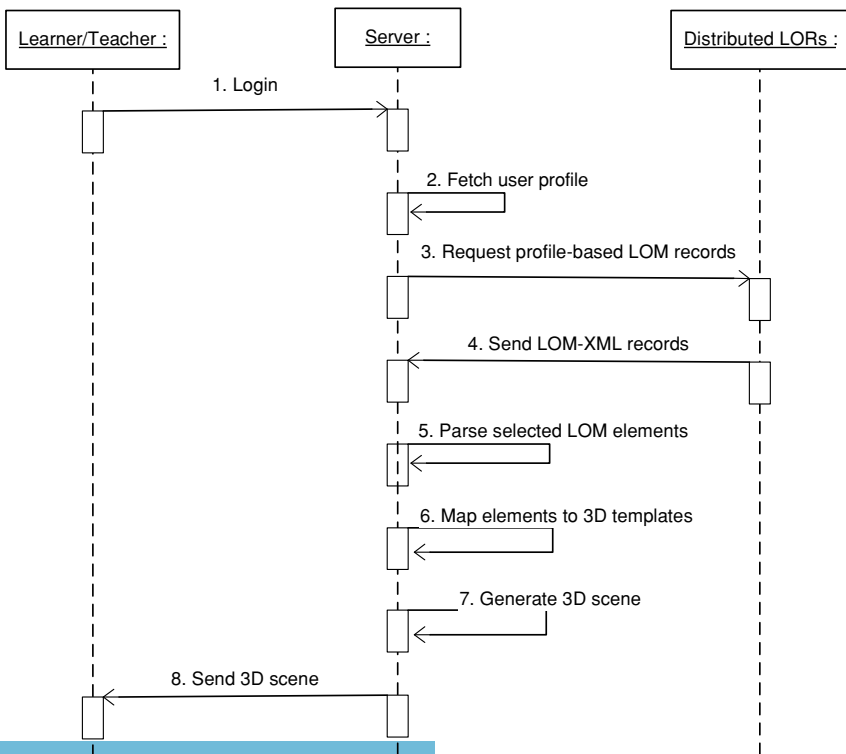 Learner/Teacher :
Server :
Distributed LORs :
1. Login
2. Fetch user profile
3. Request profile-based LOM records
4. Send LOM-XML records
5. Parse selected LOM elements
6. Map elements to 3D templates
7. Generate 3D scene
8. Send 3D scene